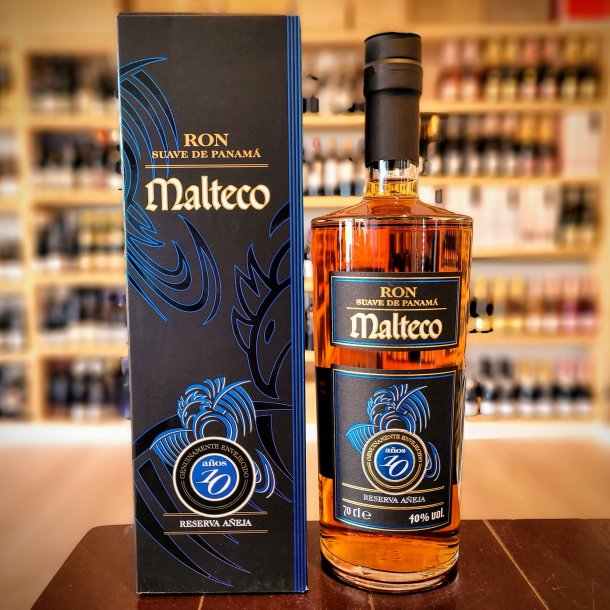 RON
SUAVE DE PANAMÁ
Malteco
GENUINAMENTE ENVEJECIDO
años
10
RESERVA AÑEJA
RON
SUAVE DE PANAMÁ
Malteco
GENUINAMENTE ENVEJECIDO
años
10
RESERVA AÑEJA
70 cl e
40% vol.